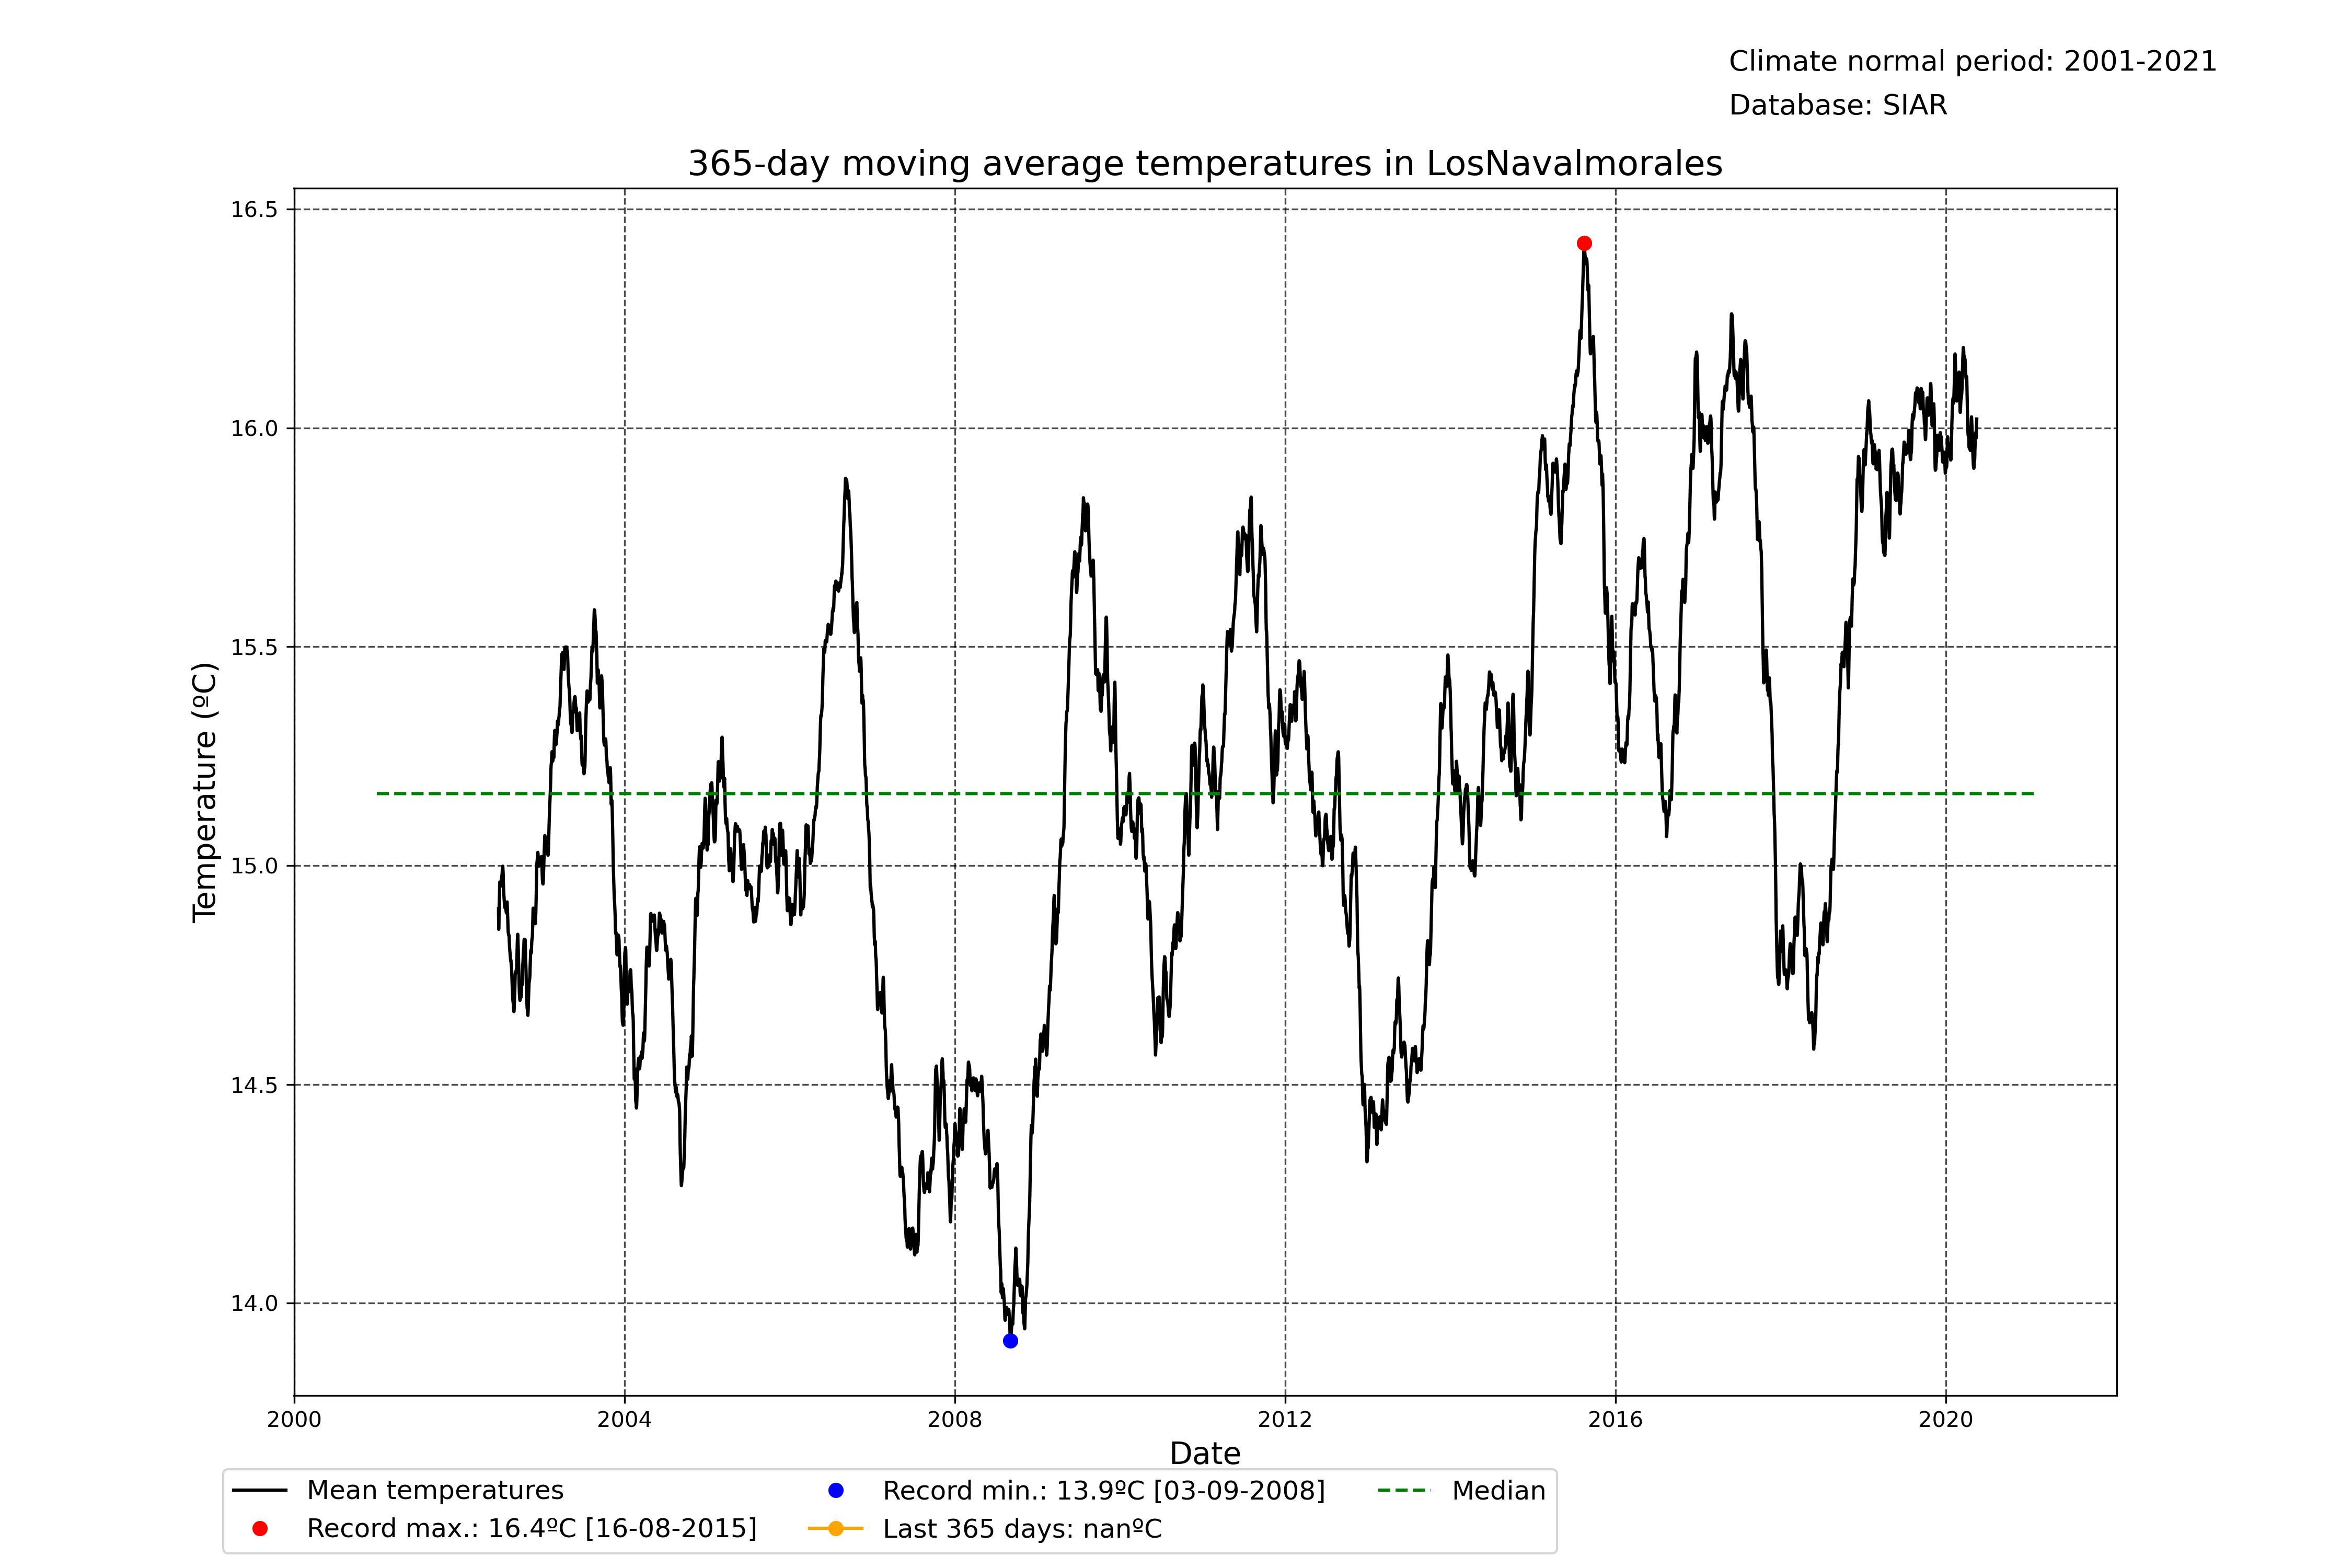 Climate normal period: 2001-2021
Database: SIAR
365-day moving average temperatures in LosNavalmorales
16.5
16.0
15.5
15.0
14.5
14.0
Temperature (ºC)
2000 2004 2008 2012 2016 2020
Date
Mean temperatures
Record max.: 16.4ºC [16-08-2015]
Record min.: 13.9ºC [03-09-2008]
Last 365 days: nanºC
Median